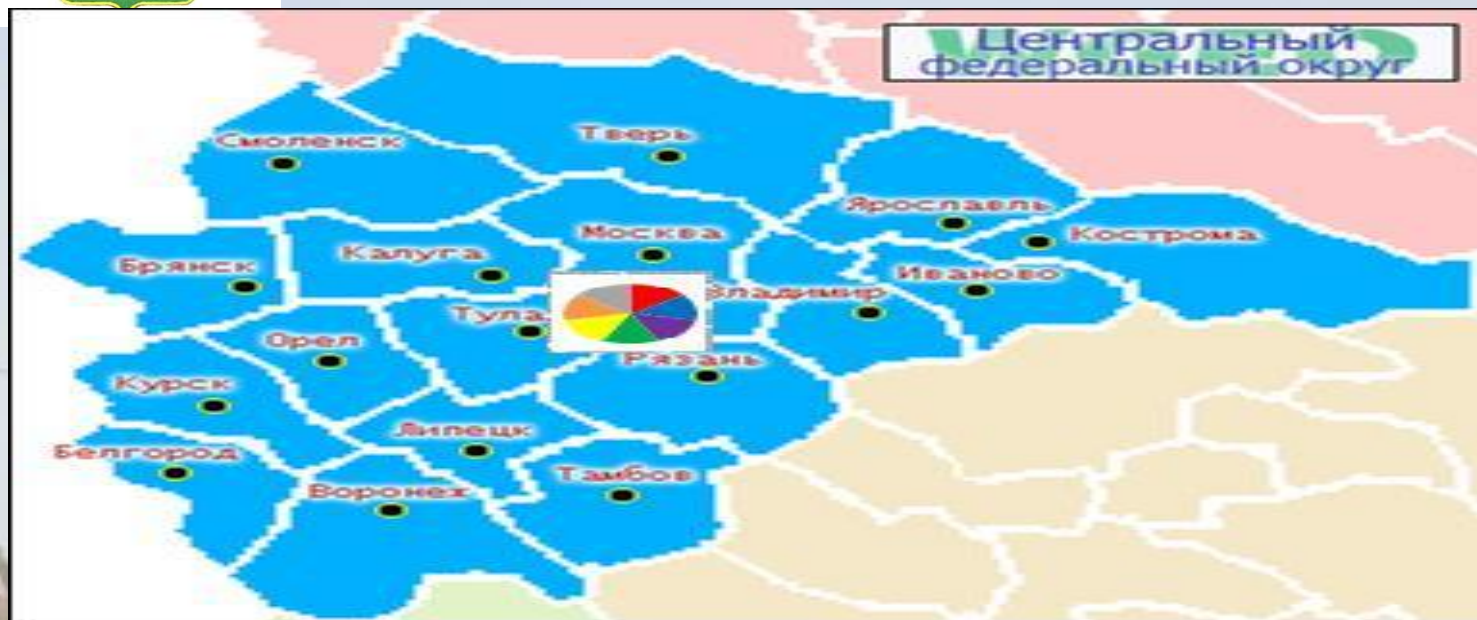 Центральный
федеральный округ
Смоленск
Тверь
Ярославль
Москва
Кострома
Калуга
Брянск
Иваново
Владимир
Тула
Орел
Рязань
Курск
Липецк
Белгород
Тамбов
Воронеж